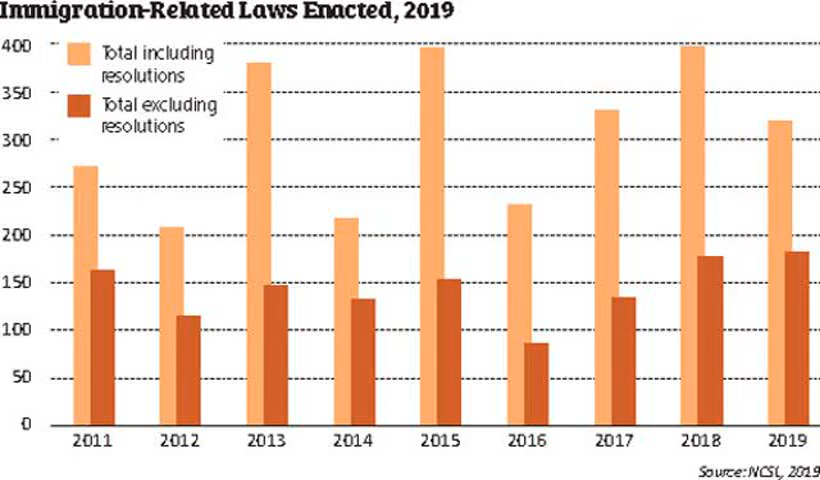 Immigration-Related Laws Enacted, 2019
400
350
300
250
200
150
100
50
0
Total including
resolutions
Total excluding
resolutions
2011 2012 2013 2014 2015 2016 2017 2018 2019
Source: NCSL, 2019